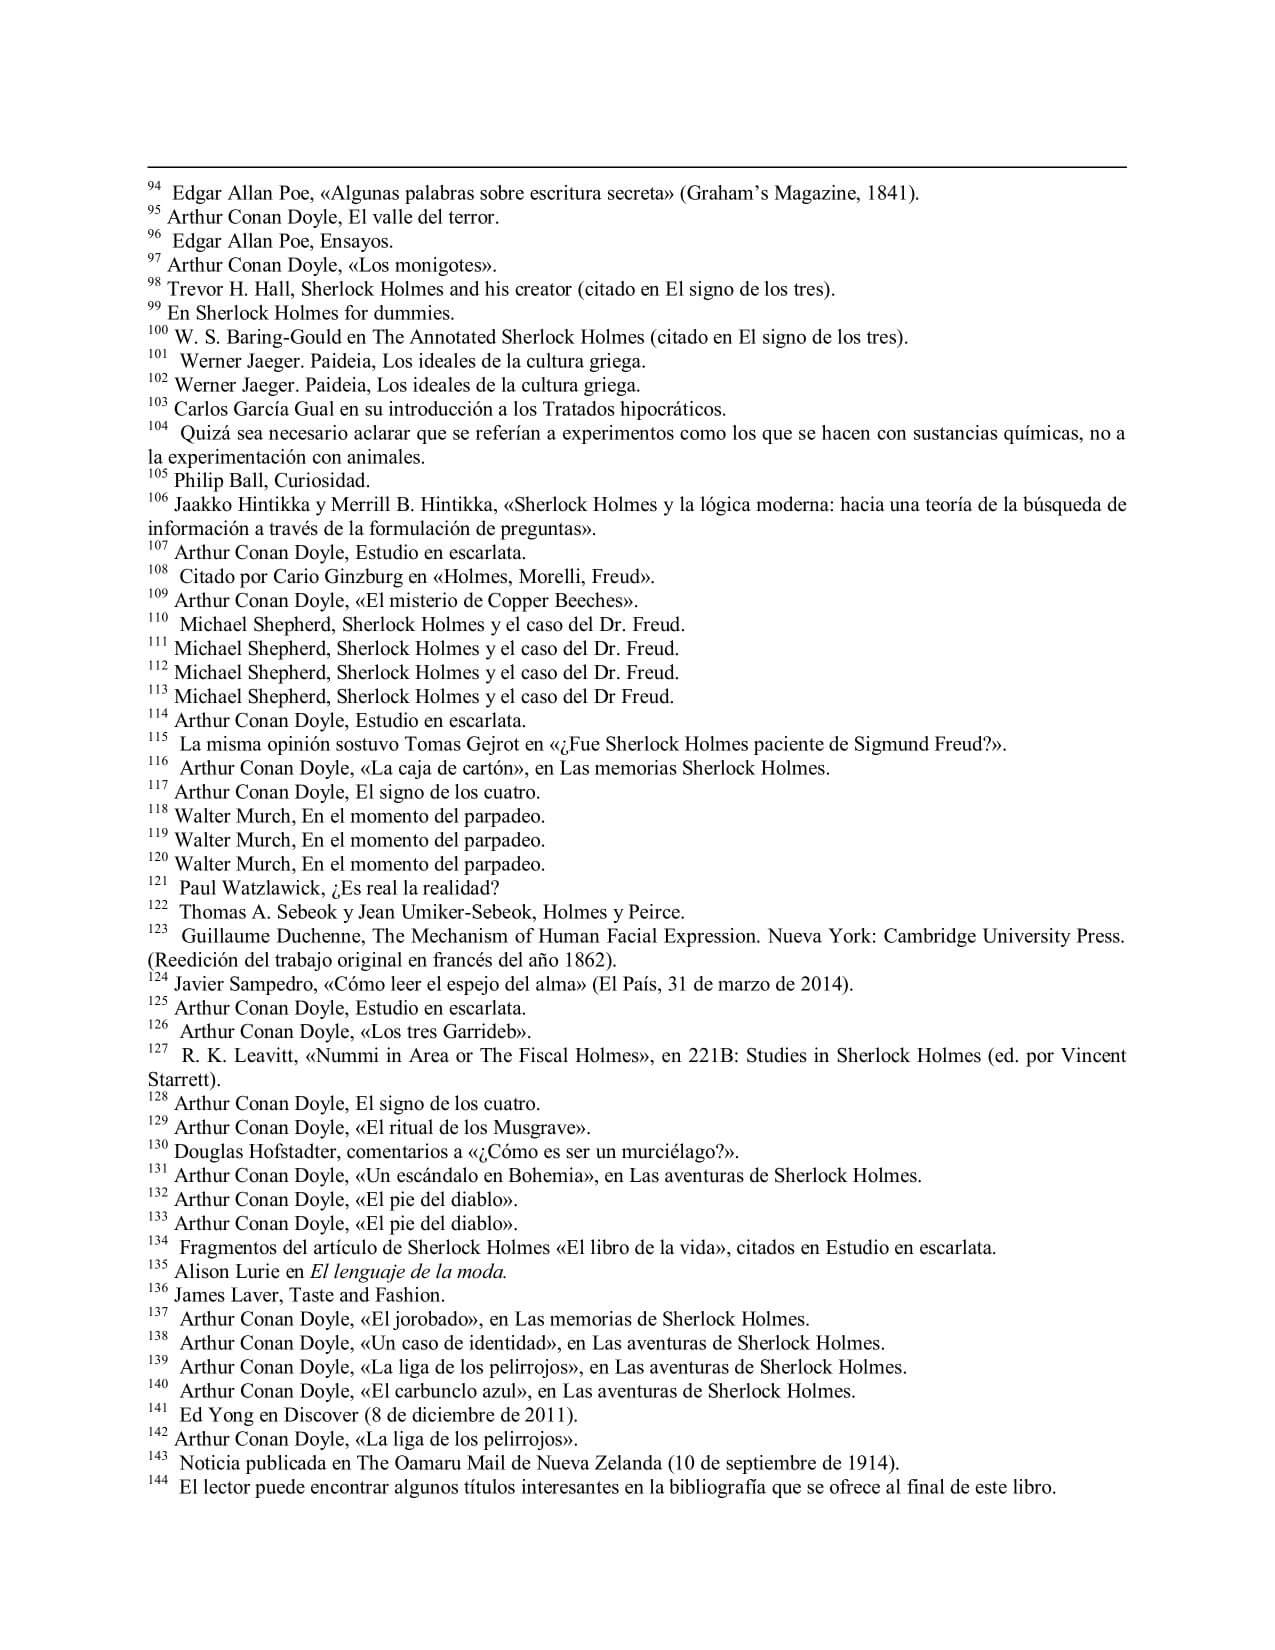 94 Edgar Allan Poe, «Algunas palabras sobre escritura secreta» (Graham’s Magazine, 1841).
95 Arthur Conan Doyle, El valle del terror.
96 Edgar Allan Poe, Ensayos.
97 Arthur Conan Doyle, «Los monigotes».
98 Trevor H. Hall, Sherlock Holmes and his creator (citado en El signo de los tres).
99 En Sherlock Holmes for dummies.
100 W. S. Baring-Gould en The Annotated Sherlock Holmes (citado en El signo de los tres).
101 Werner Jaeger. Paideia, Los ideales de la cultura griega.
102 Werner Jaeger. Paideia, Los ideales de la cultura griega.
103 Carlos García Gual en su introducción a los Tratados hipocráticos.
104 Quizá sea necesario aclarar que se referían a experimentos como los que se hacen con sustancias químicas, no a
la experimentación con animales.
105 Philip Ball, Curiosidad.
106 Jaakko Hintikka y Merrill B. Hintikka, «Sherlock Holmes y la lógica moderna: hacia una teoría de la búsqueda de
información a través de la formulación de preguntas».
107 Arthur Conan Doyle, Estudio en escarlata.
108 Citado por Cario Ginzburg en «Holmes, Morelli, Freud».
109 Arthur Conan Doyle, «El misterio de Copper Beeches».
110 Michael Shepherd, Sherlock Holmes y el caso del Dr. Freud.
111 Michael Shepherd, Sherlock Holmes y el caso del Dr. Freud.
112 Michael Shepherd, Sherlock Holmes y el caso del Dr. Freud.
113 Michael Shepherd, Sherlock Holmes y el caso del Dr Freud.
114 Arthur Conan Doyle, Estudio en escarlata.
115 La misma opinión sostuvo Tomas Gejrot en «¿Fue Sherlock Holmes paciente de Sigmund Freud?».
116 Arthur Conan Doyle, «La caja de cartón», en Las memorias Sherlock Holmes.
117 Arthur Conan Doyle, El signo de los cuatro.
118 Walter Murch, En el momento del parpadeo.
119 Walter Murch, En el momento del parpadeo.
120 Walter Murch, En el momento del parpadeo.
121 Paul Watzlawick, ¿Es real la realidad?
122 Thomas A. Sebeok y Jean Umiker-Sebeok, Holmes y Peirce.
123 Guillaume Duchenne, The Mechanism of Human Facial Expression. Nueva York: Cambridge University Press.
(Reedición del trabajo original en francés del año 1862).
124 Javier Sampedro, «Cómo leer el espejo del alma» (El País, 31 de marzo de 2014).
125 Arthur Conan Doyle, Estudio en escarlata.
126 Arthur Conan Doyle, «Los tres Garrideb».
127 R. K. Leavitt, «Nummi in Area or The Fiscal Holmes», en 221B: Studies in Sherlock Holmes (ed. por Vincent
Starrett).
128 Arthur Conan Doyle, El signo de los cuatro.
129 Arthur Conan Doyle, «El ritual de los Musgrave».
130 Douglas Hofstadter, comentarios a «¿Cómo es ser un murciélago?».
131 Arthur Conan Doyle, «Un escándalo en Bohemia», en Las aventuras de Sherlock Holmes.
132 Arthur Conan Doyle, «El pie del diablo».
133 Arthur Conan Doyle, «El pie del diablo».
134 Fragmentos del artículo de Sherlock Holmes «El libro de la vida», citados en Estudio en escarlata.
135 Alison Lurie en El lenguaje de la moda.
136 James Laver, Taste and Fashion.
137 Arthur Conan Doyle, «El jorobado», en Las memorias de Sherlock Holmes.
138 Arthur Conan Doyle, «Un caso de identidad», en Las aventuras de Sherlock Holmes.
139 Arthur Conan Doyle, «La liga de los pelirrojos», en Las aventuras de Sherlock Holmes.
140 Arthur Conan Doyle, «El carbunclo azul», en Las aventuras de Sherlock Holmes.
141 Ed Yong en Discover (8 de diciembre de 2011).
142 Arthur Conan Doyle, «La liga de los pelirrojos».
143 Noticia publicada en The Oamaru Mail de Nueva Zelanda (10 de septiembre de 1914).
144 El lector puede encontrar algunos títulos interesantes en la bibliografía que se ofrece al final de este libro.